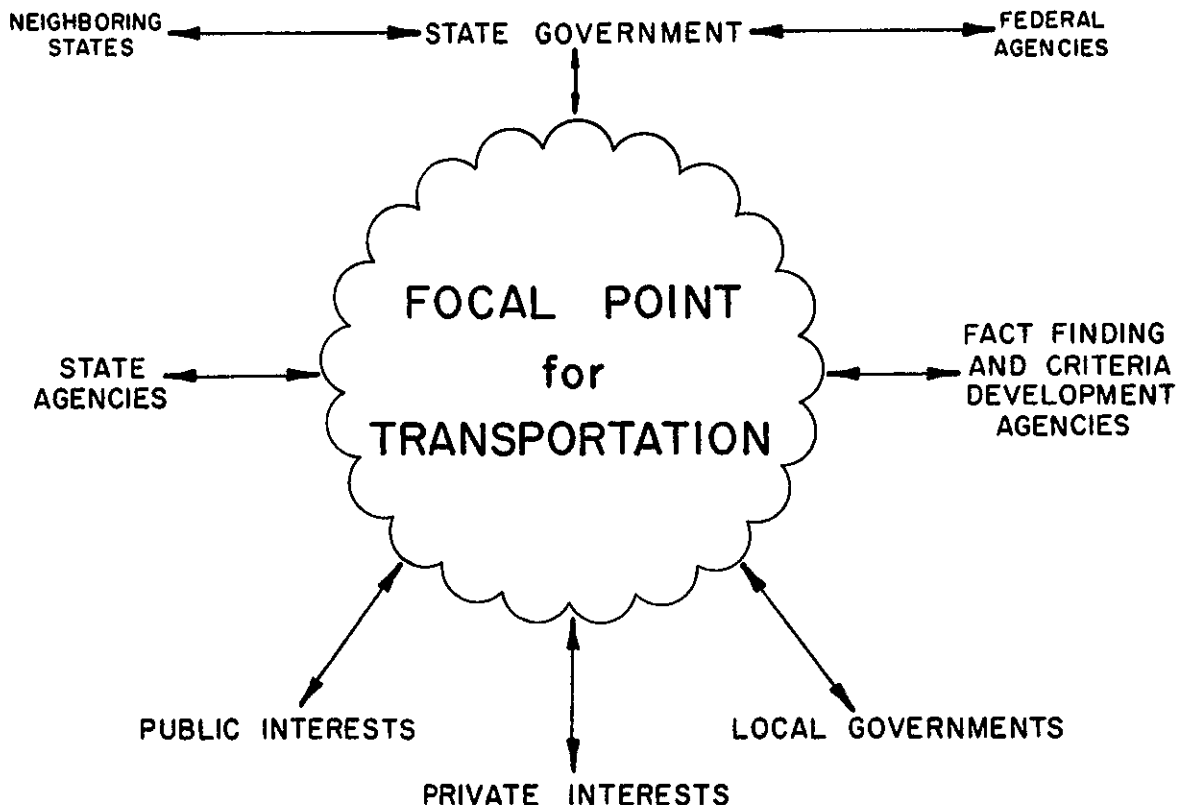 NEIGHBORING
STATES
STATE GOVERNMENT
FEDERAL
AGENCIES
FOCAL POINT
for
TRANSPORTATION
STATE
AGENCIES
FACT FINDING
AND CRITERIA
DEVELOPMENT
AGENCIES
PUBLIC INTERESTS
LOCAL GOVERNMENTS
PRIVATE INTERESTS